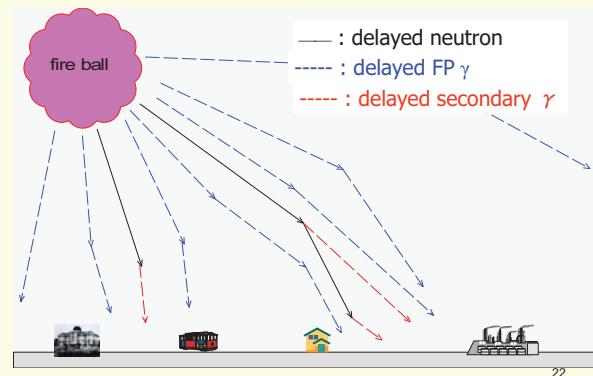 fire ball
: delayed neutron
: delayed FP γ
: delayed secondary γ
22